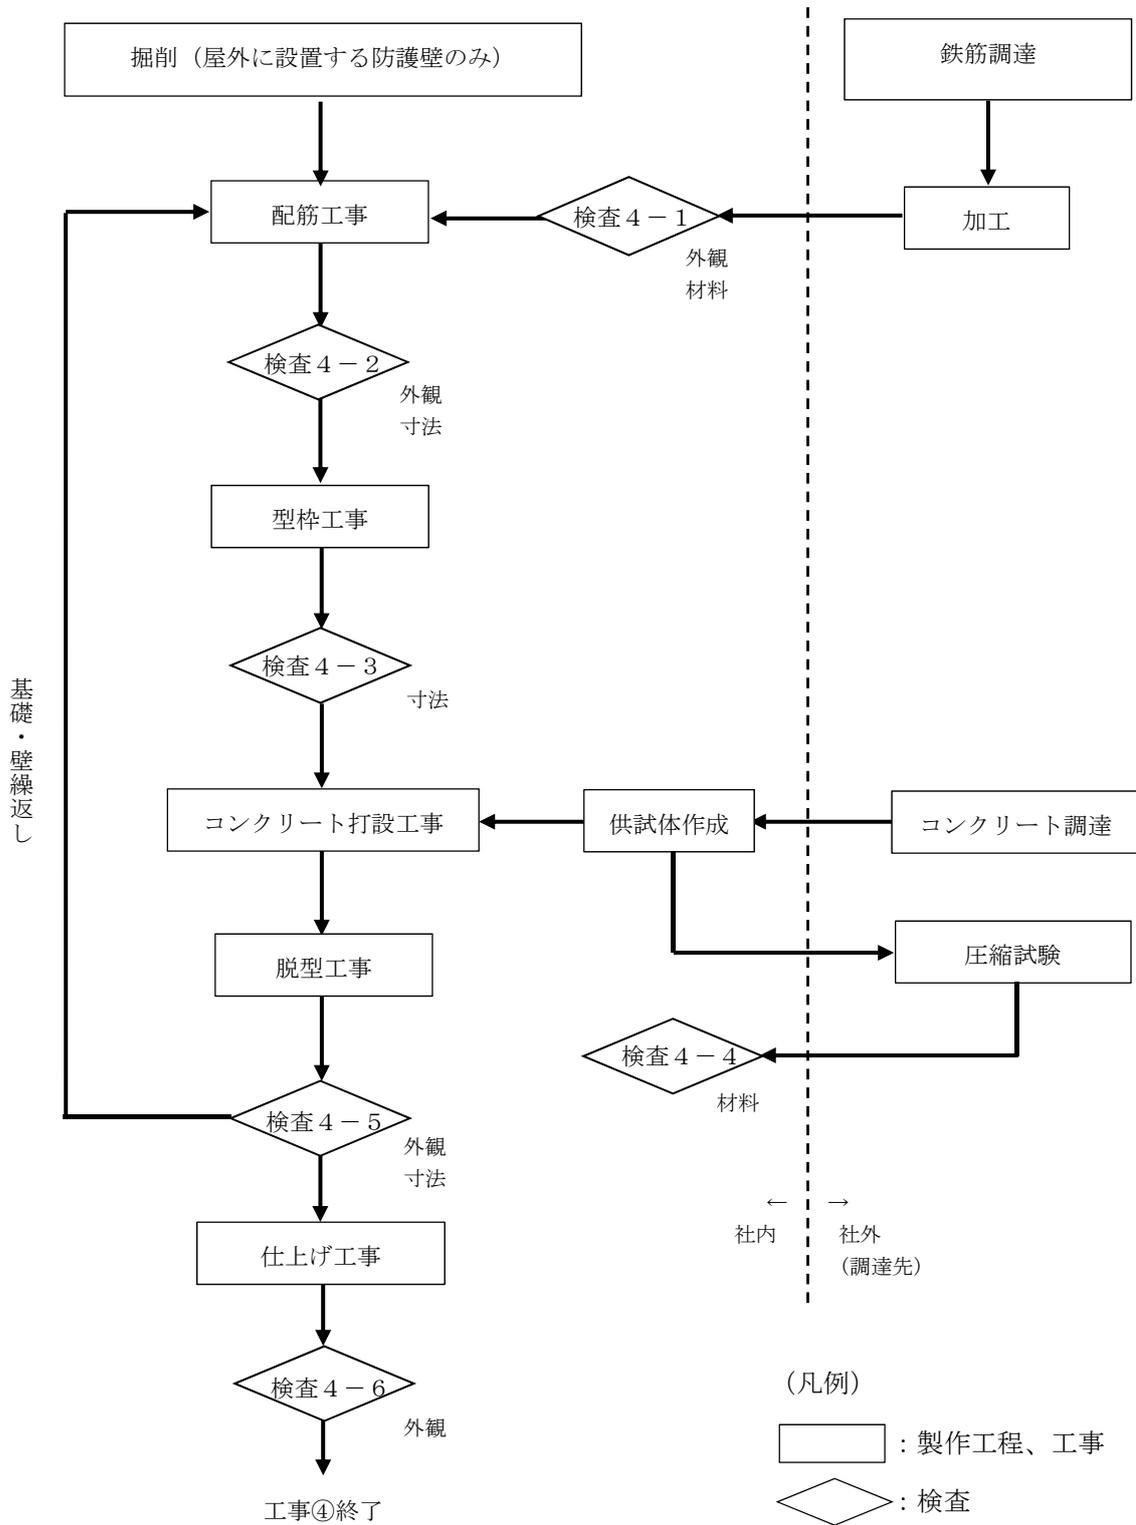 掘削（屋外に設置する防護壁のみ）
鉄筋調達
配筋工事
検査４－１
加工
外観
材料
検査４－２
外観
寸法
型枠工事
検査４－３
寸法
基礎・壁繰返し
コンクリート打設工事
供試体作成
コンクリート調達
脱型工事
圧縮試験
検査４－４
材料
検査４－５
外観
寸法
← →
社内 社外
（調達先）
仕上げ工事
検査４－６
外観
工事④終了
（凡例）
：製作工程、工事
：検査